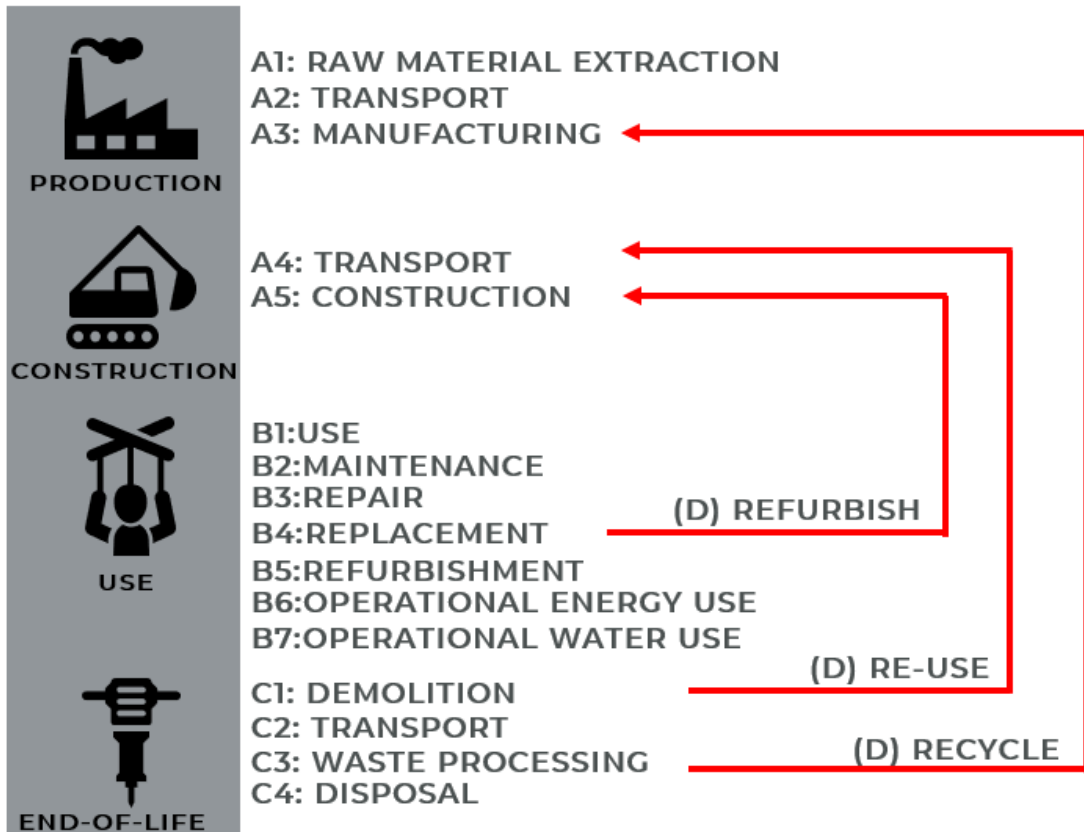 A1: RAW MATERIAL EXTRACTION
A2: TRANSPORT
A3: MANUFACTURING
PRODUCTION
A4: TRANSPORT
A5: CONSTRUCTION
CONSTRUCTION
B1:USE
B2:MAINTENANCE
B3:REPAIR
B4:REPLACEMENT
(D) REFURBISH
B5:REFURBISHMENT
B6:OPERATIONAL ENERGY USE
B7:OPERATIONAL WATER USE
USE
C1: DEMOLITION
(D) RE-USE
C2: TRANSPORT
C3: WASTE PROCESSING
(D) RECYCLE
C4: DISPOSAL
END-OF-LIFE